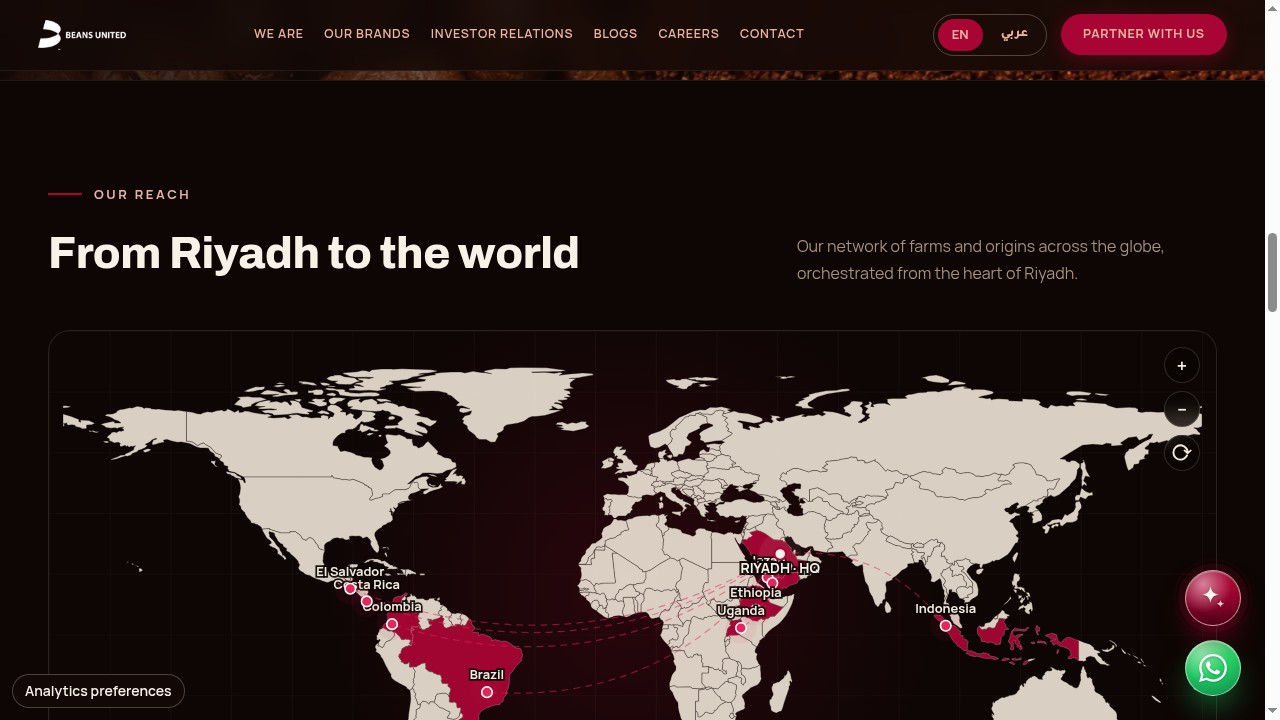 BEANS UNITED
WE ARE
OUR BRANDS
INVESTOR RELATIONS
BLOGS
CAREERS
CONTACT
EN
عربي
PARTNER WITH US
OUR REACH
From Riyadh to the world
Our network of farms and origins across the globe,
orchestrated from the heart of Riyadh.
+
−
El Salvador
Costa Rica
Colombia
RIYADH · HQ
Ethiopia
Uganda
Indonesia
Brazil
Analytics preferences